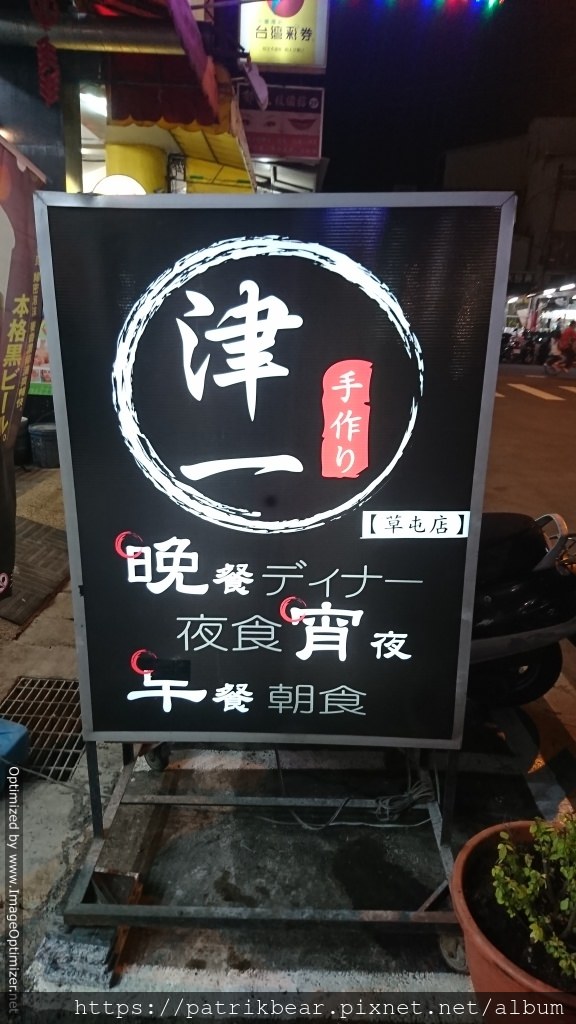 台灣彩券
津一
手作り
【草屯店】
晚餐ディナー
夜食宵夜
午餐朝食
本格黒ビール。
Optimized by www.ImageOptimizer.net
https://patrikbear.pixnet.net/album